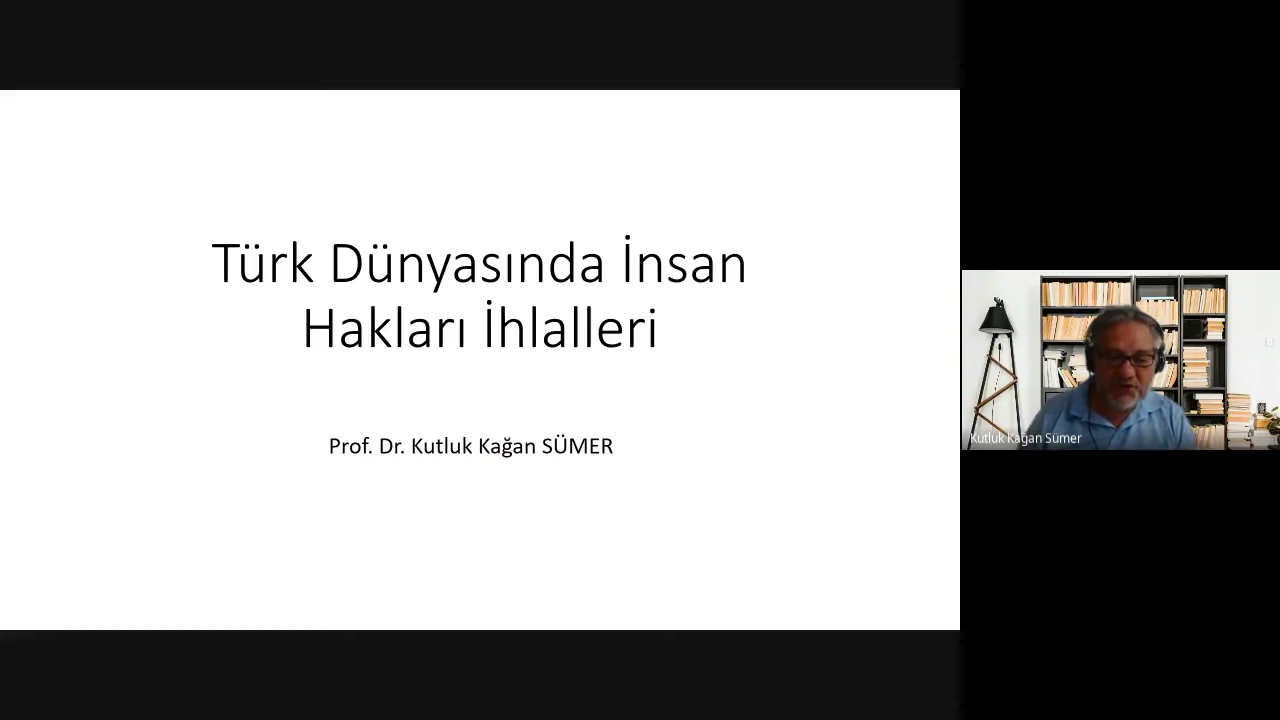 Türk Dünyasında İnsan
Hakları İhlalleri
Prof. Dr. Kutluk Kağan SÜMER
Kutluk Kağan Sümer